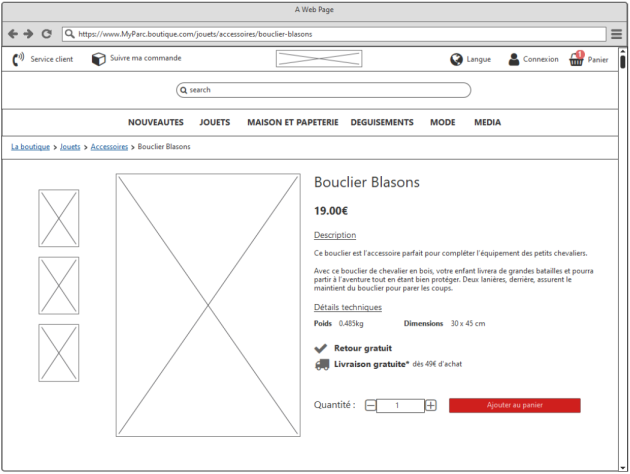 A Web Page
https://www.MyParc.boutique.com/jouets/accessoires/bouclier-blasons
Service client Suivre ma commande Langue Connexion 1 Panier
search
NOUVEAUTES JOUETS MAISON ET PAPETERIE DEGUISEMENTS MODE MEDIA
La boutique > Jouets > Accessoires > Bouclier Blasons
Bouclier Blasons
19.00€
Description
Ce bouclier est l'accessoire parfait pour compléter l'équipement des petits chevaliers.
Avec ce bouclier de chevalier en bois, votre enfant livrera de grandes batailles et pourra
partir à l'aventure tout en étant bien protéger. Deux lanières, derrière, assurent le
maintient du bouclier pour parer les coups.
Détails techniques
Poids 0.485kg Dimensions 30 x 45 cm
Retour gratuit
Livraison gratuite* dès 49€ d'achat
Quantité : 1 Ajouter au panier